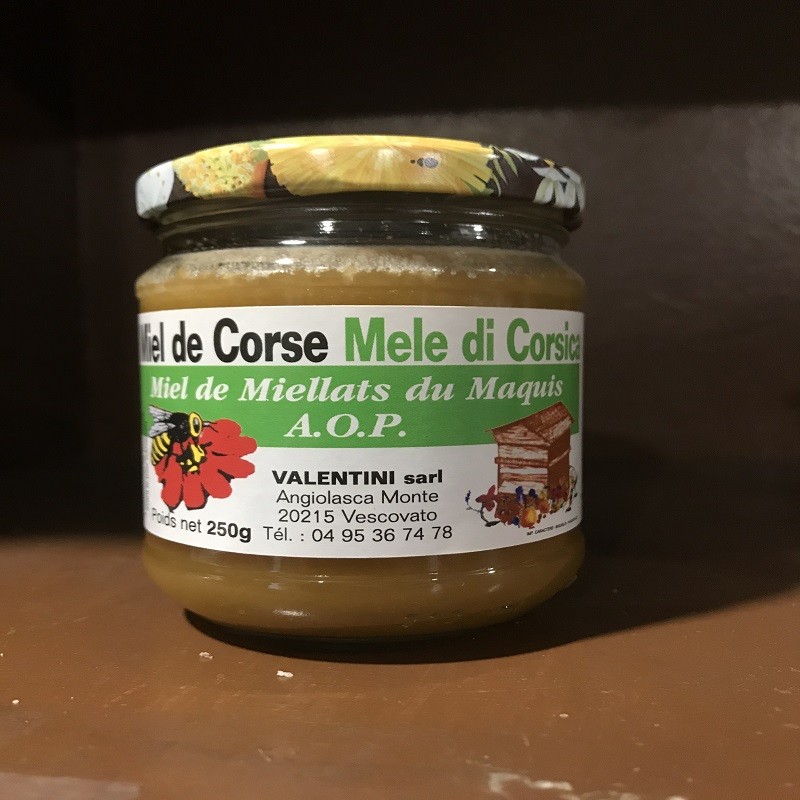 Miel de Corse Mele di Corsica
Miel de Miellats du Maquis
A.O.P.
VALENTINI sarl
Angiolasca Monte
20215 Vescovato
Poids net 250g Tél. : 04 95 36 74 78